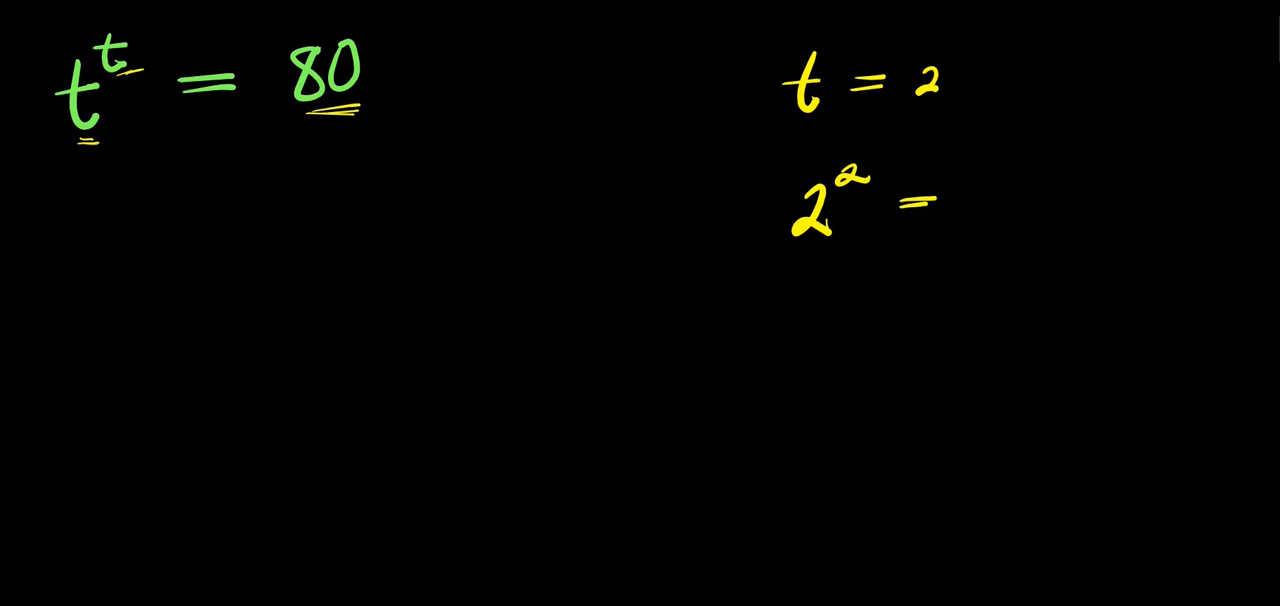 t^t = 80
t = 2
2^2 =